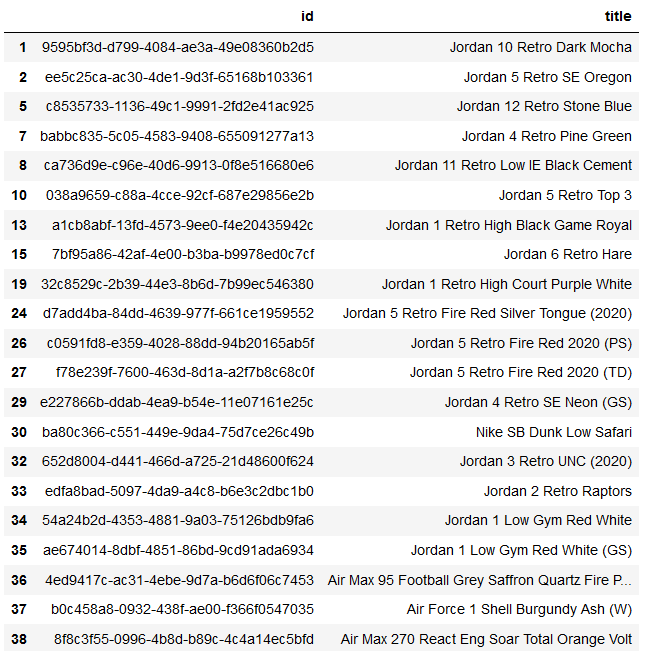 id title
1 9595bf3d-d799-4084-ae3a-49e08360b2d5 Jordan 10 Retro Dark Mocha
2 ee5c25ca-ac30-4de1-9d3f-65168b103361 Jordan 5 Retro SE Oregon
5 c8535733-1136-49c1-9991-2fd2e41ac925 Jordan 12 Retro Stone Blue
7 babbc835-5c05-4583-9408-655091277a13 Jordan 4 Retro Pine Green
8 ca736d9e-c96e-40d6-9913-0f8e516680e6 Jordan 11 Retro Low IE Black Cement
10 038a9659-c88a-4cce-92cf-687e29856e2b Jordan 5 Retro Top 3
13 a1cb8abf-13fd-4573-9ee0-f4e20435942c Jordan 1 Retro High Black Game Royal
15 7bf95a86-42af-4e00-b3ba-b9978ed0c7cf Jordan 6 Retro Hare
19 32c8529c-2b39-44e3-8b6d-7b99ec546380 Jordan 1 Retro High Court Purple White
24 d7add4ba-84dd-4639-977f-661ce1959552 Jordan 5 Retro Fire Red Silver Tongue (2020)
26 c0591fd8-e359-4028-88dd-94b20165ab5f Jordan 5 Retro Fire Red 2020 (PS)
27 f78e239f-7600-463d-8d1a-a2f7b8c68c0f Jordan 5 Retro Fire Red 2020 (TD)
29 e227866b-ddab-4ea9-b54e-11e07161e25c Jordan 4 Retro SE Neon (GS)
30 ba80c366-c551-449e-9da4-75d7ce26c49b Nike SB Dunk Low Safari
32 652d8004-d441-466d-a725-21d48600f624 Jordan 3 Retro UNC (2020)
33 edfa8bad-5097-4da9-a4c8-b6e3c2dbc1b0 Jordan 2 Retro Raptors
34 54a24b2d-4353-4881-9a03-75126bdb9fa6 Jordan 1 Low Gym Red White
35 ae674014-8dbf-4851-86bd-9cd91ada6934 Jordan 1 Low Gym Red White (GS)
36 4ed9417c-ac31-4ebe-9d7a-b6d6f06c7453 Air Max 95 Football Grey Saffron Quartz Fire P...
37 b0c458a8-0932-438f-ae00-f366f0547035 Air Force 1 Shell Burgundy Ash (W)
38 8f8c3f55-0996-4b8d-b89c-4c4a14ec5bfd Air Max 270 React Eng Soar Total Orange Volt